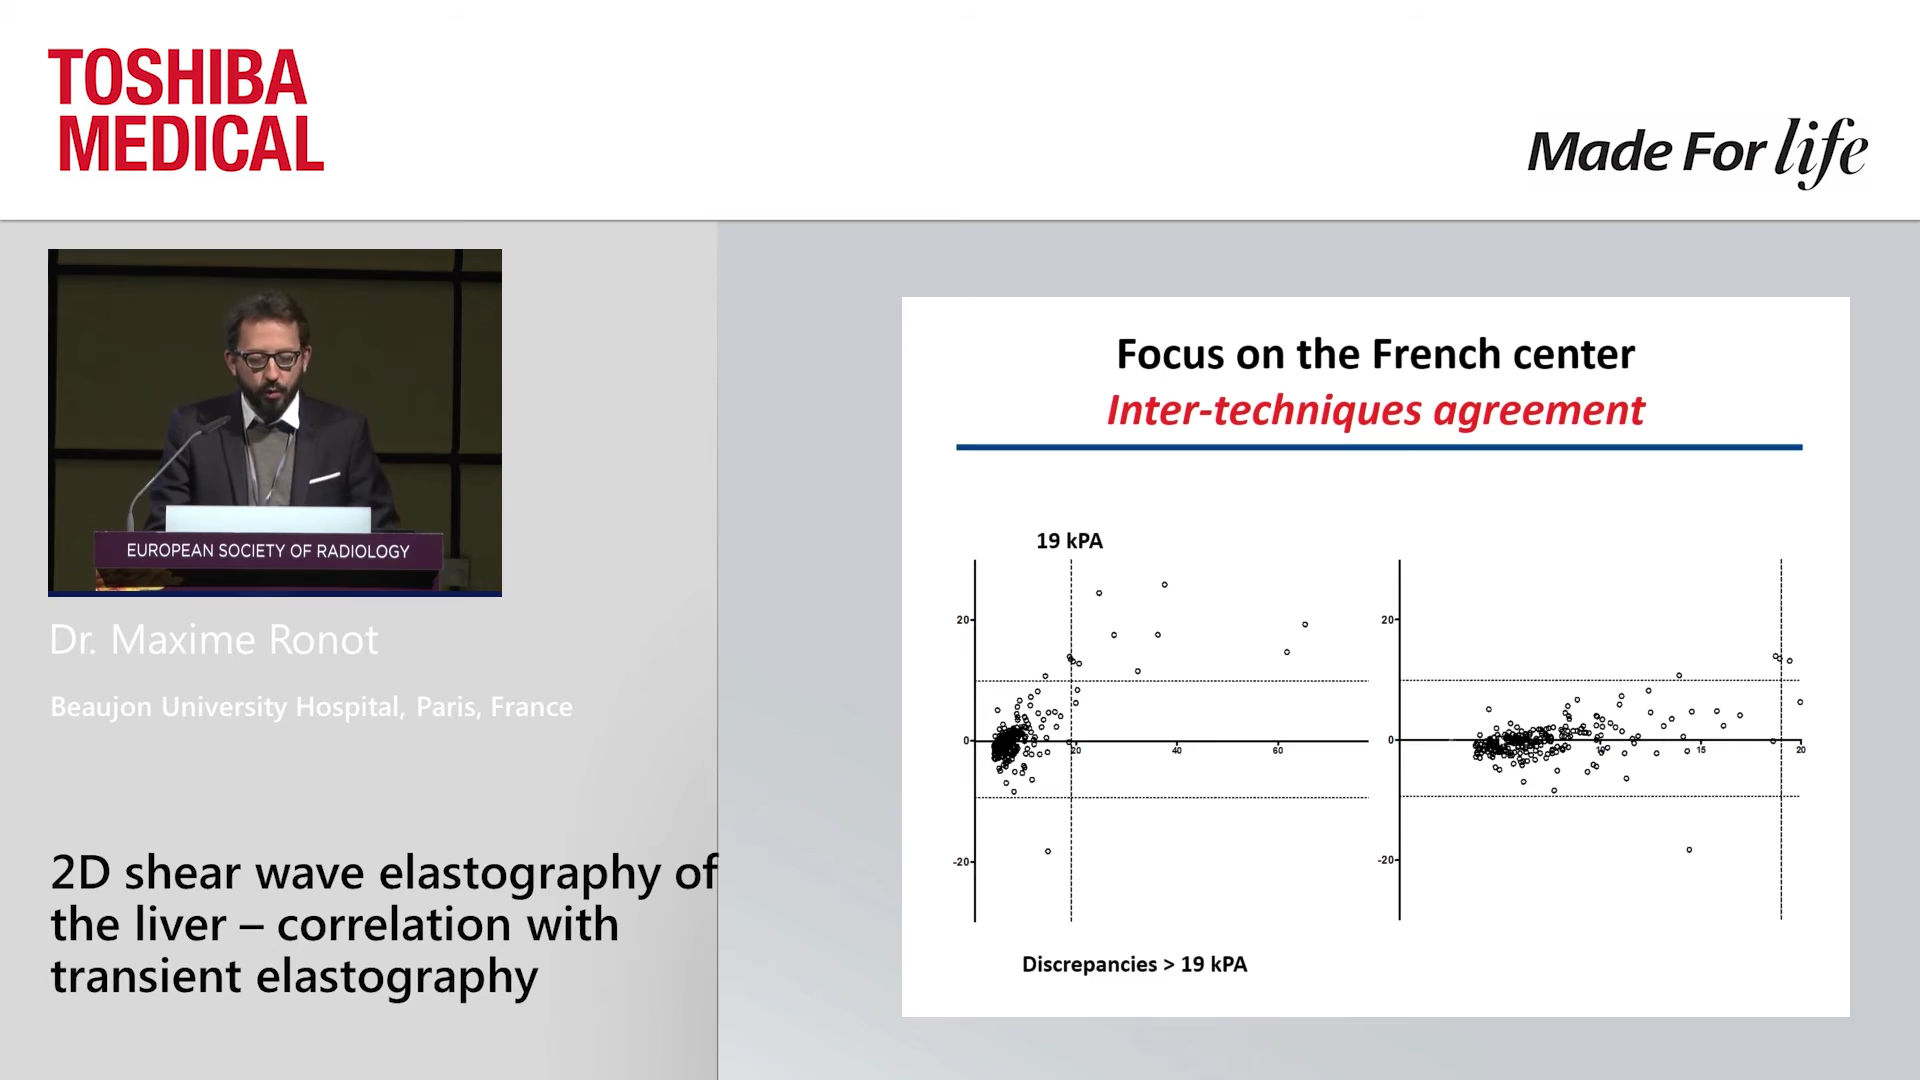 TOSHIBA
MEDICAL
Made For life
EUROPEAN SOCIETY OF RADIOLOGY
Dr. Maxime Ronot
Beaujon University Hospital, Paris, France
2D shear wave elastography of
the liver – correlation with
transient elastography
Focus on the French center
Inter-techniques agreement
19 kPA
20
0
-20
20
40
60
20
0
-20
15
20
Discrepancies > 19 kPA